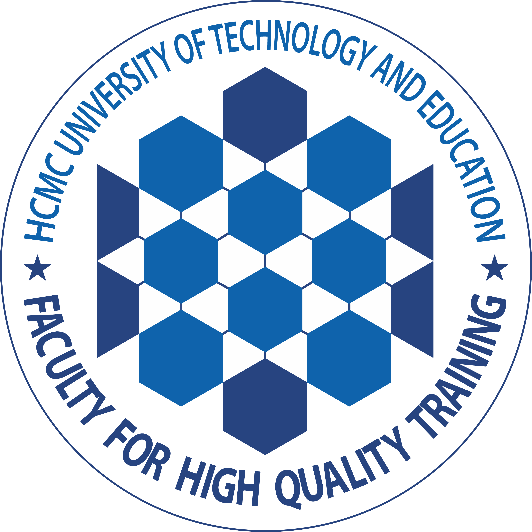 HCMC UNIVERSITY OF TECHNOLOGY AND EDUCATION
★ FACULTY FOR HIGH QUALITY TRAINING ★